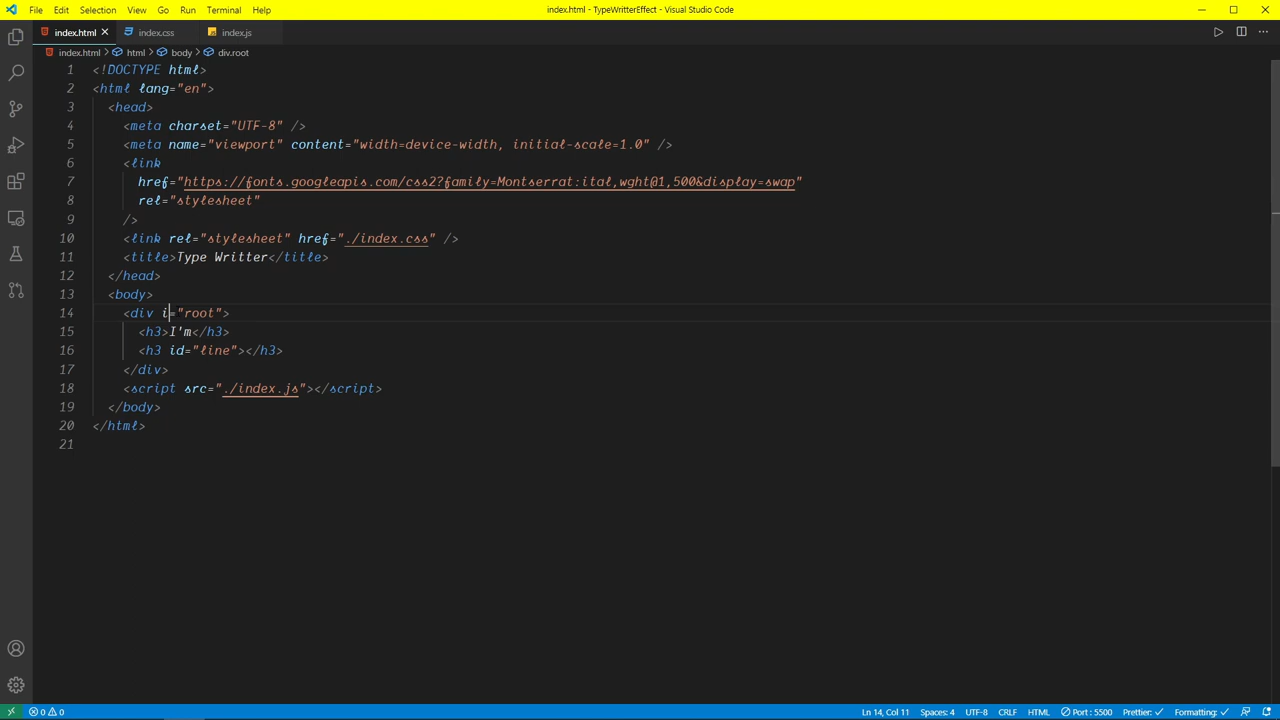 File Edit Selection View Go Run Terminal Help
index.html - TypeWritterEffect - Visual Studio Code
index.html index.css index.js
index.html > html > body > div.root
1 <!DOCTYPE html>
2 <html lang="en">
3 <head>
4 <meta charset="UTF-8" />
5 <meta name="viewport" content="width=device-width, initial-scale=1.0" />
6 <link
7 href="https://fonts.googleapis.com/css2?family=Montserrat:ital,wght@1,500&display=swap"
8 rel="stylesheet"
9 />
10 <link rel="stylesheet" href="./index.css" />
11 <title>Type Writter</title>
12 </head>
13 <body>
14 <div i="root">
15 <h3>I'm</h3>
16 <h3 id="line"></h3>
17 </div>
18 <script src="./index.js"></script>
19 </body>
20 </html>
21
0 0 Ln 14, Col 11 Spaces: 4 UTF-8 CRLF HTML Port : 5500 Prettier: ✓ Formatting: ✓